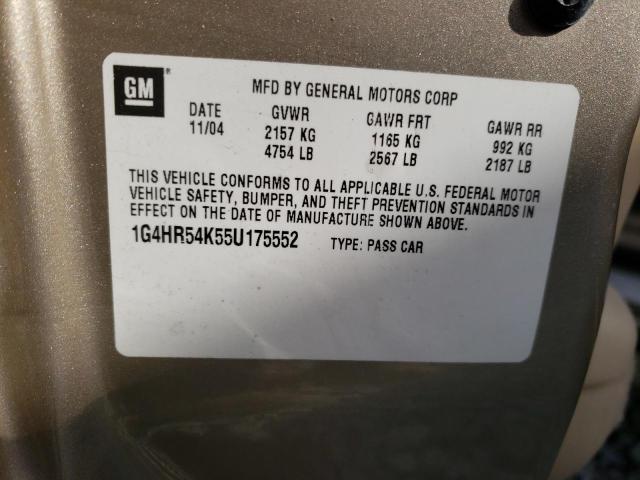 GM ®
MFD BY GENERAL MOTORS CORP
DATE GVWR GAWR FRT GAWR RR
11/04 2157 KG 1165 KG 992 KG
4754 LB 2567 LB 2187 LB
THIS VEHICLE CONFORMS TO ALL APPLICABLE U.S. FEDERAL MOTOR
VEHICLE SAFETY, BUMPER, AND THEFT PREVENTION STANDARDS IN
EFFECT ON THE DATE OF MANUFACTURE SHOWN ABOVE.
1G4HR54K55U175552 TYPE: PASS CAR